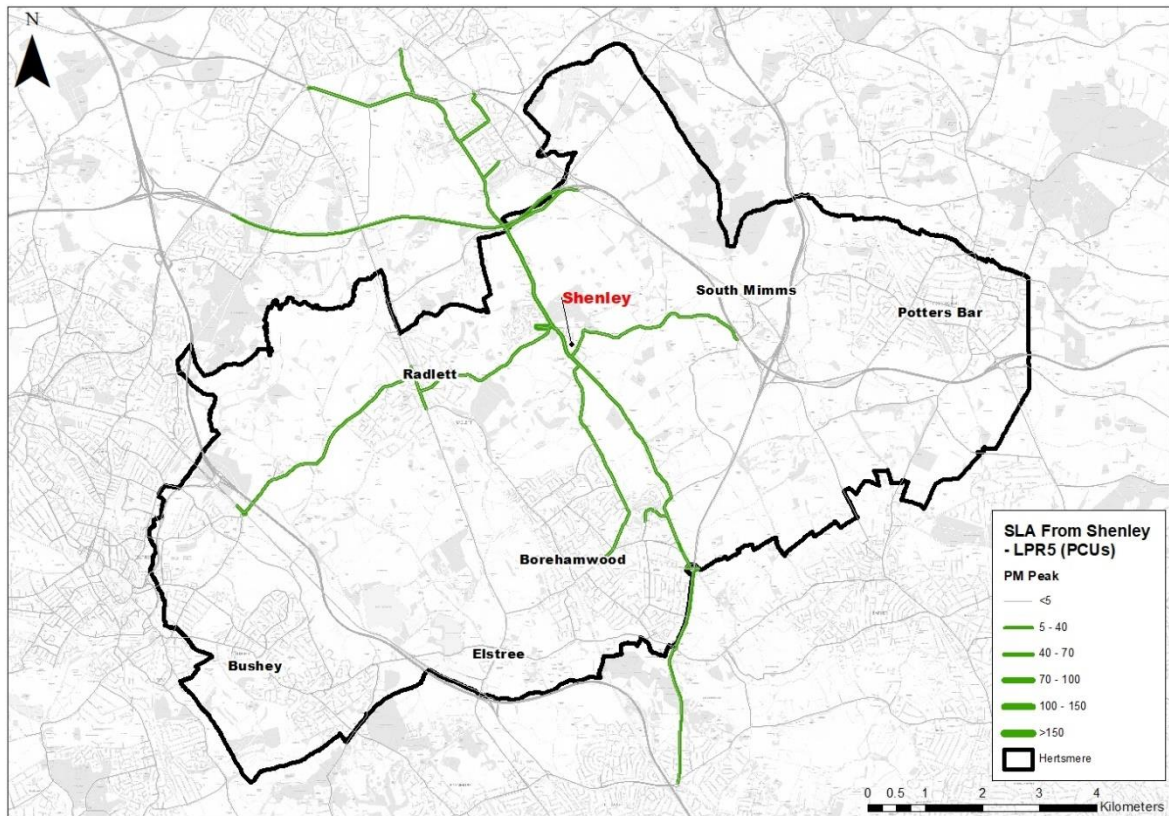 N
Shenley
South Mimms
Potters Bar
Radlett
Borehamwood
Elstree
Bushey
SLA From Shenley
- LPR5 (PCUs)
PM Peak
<5
5 - 40
40 - 70
70 - 100
100 - 150
>150
Hertsmere
0 0.5 1 2 3 4
Kilometers